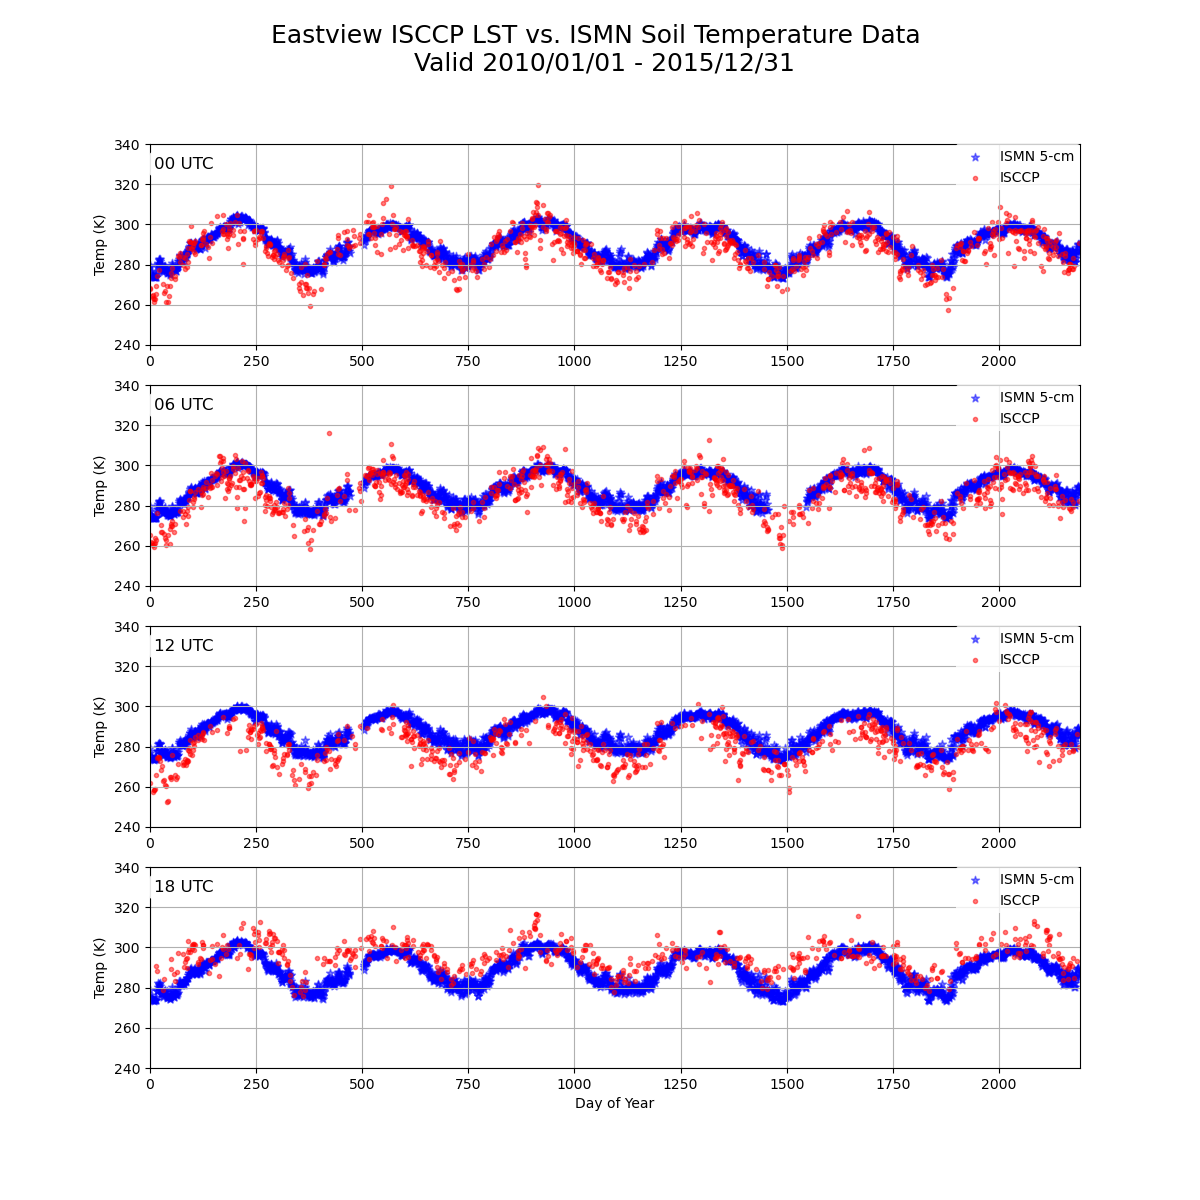 Eastview ISCCP LST vs. ISMN Soil Temperature Data
Valid 2010/01/01 - 2015/12/31
340
320
300
280
260
240
Temp (K)
00 UTC
ISMN 5-cm
ISCCP
0 250 500 750 1000 1250 1500 1750 2000
340
320
300
280
260
240
Temp (K)
06 UTC
ISMN 5-cm
ISCCP
0 250 500 750 1000 1250 1500 1750 2000
340
320
300
280
260
240
Temp (K)
12 UTC
ISMN 5-cm
ISCCP
0 250 500 750 1000 1250 1500 1750 2000
340
320
300
280
260
240
Temp (K)
18 UTC
ISMN 5-cm
ISCCP
0 250 500 750 1000 1250 1500 1750 2000
Day of Year